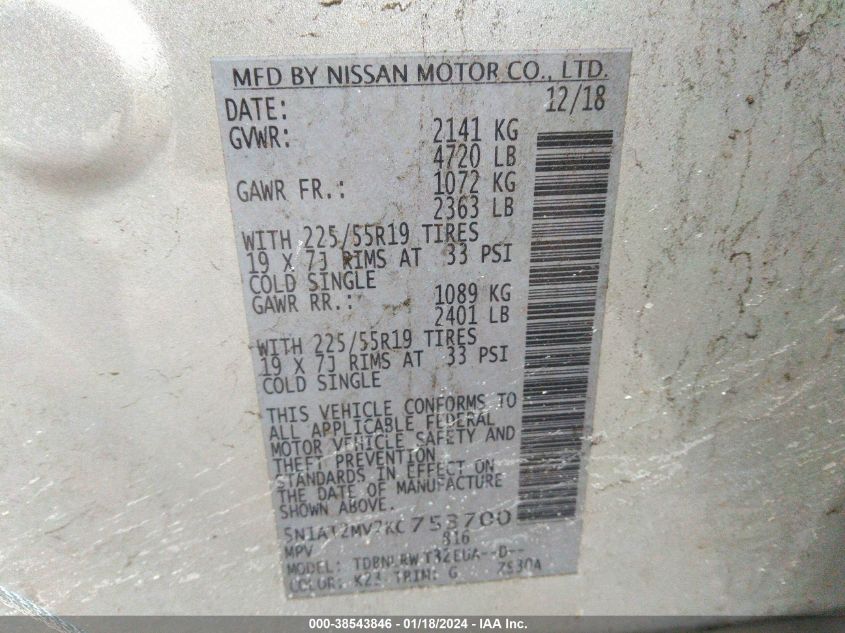 MFD BY NISSAN MOTOR CO., LTD.
DATE: 12/18
GVWR: 2141 KG
4720 LB
GAWR FR.: 1072 KG
2363 LB
WITH 225/55R19 TIRES
19 X 7J RIMS AT 33 PSI
COLD SINGLE
GAWR RR.: 1089 KG
2401 LB
WITH 225/55R19 TIRES
19 X 7J RIMS AT 33 PSI
COLD SINGLE
THIS VEHICLE CONFORMS TO
ALL APPLICABLE FEDERAL
MOTOR VEHICLE SAFETY AND
THEFT PREVENTION
STANDARDS IN EFFECT ON
THE DATE OF MANUFACTURE
SHOWN ABOVE.
5N1AT2MV7KC753700
MPV 816
MODEL:
COLOR: K23 TRIM: G
000-38543846 - 01/18/2024 - IAA Inc.